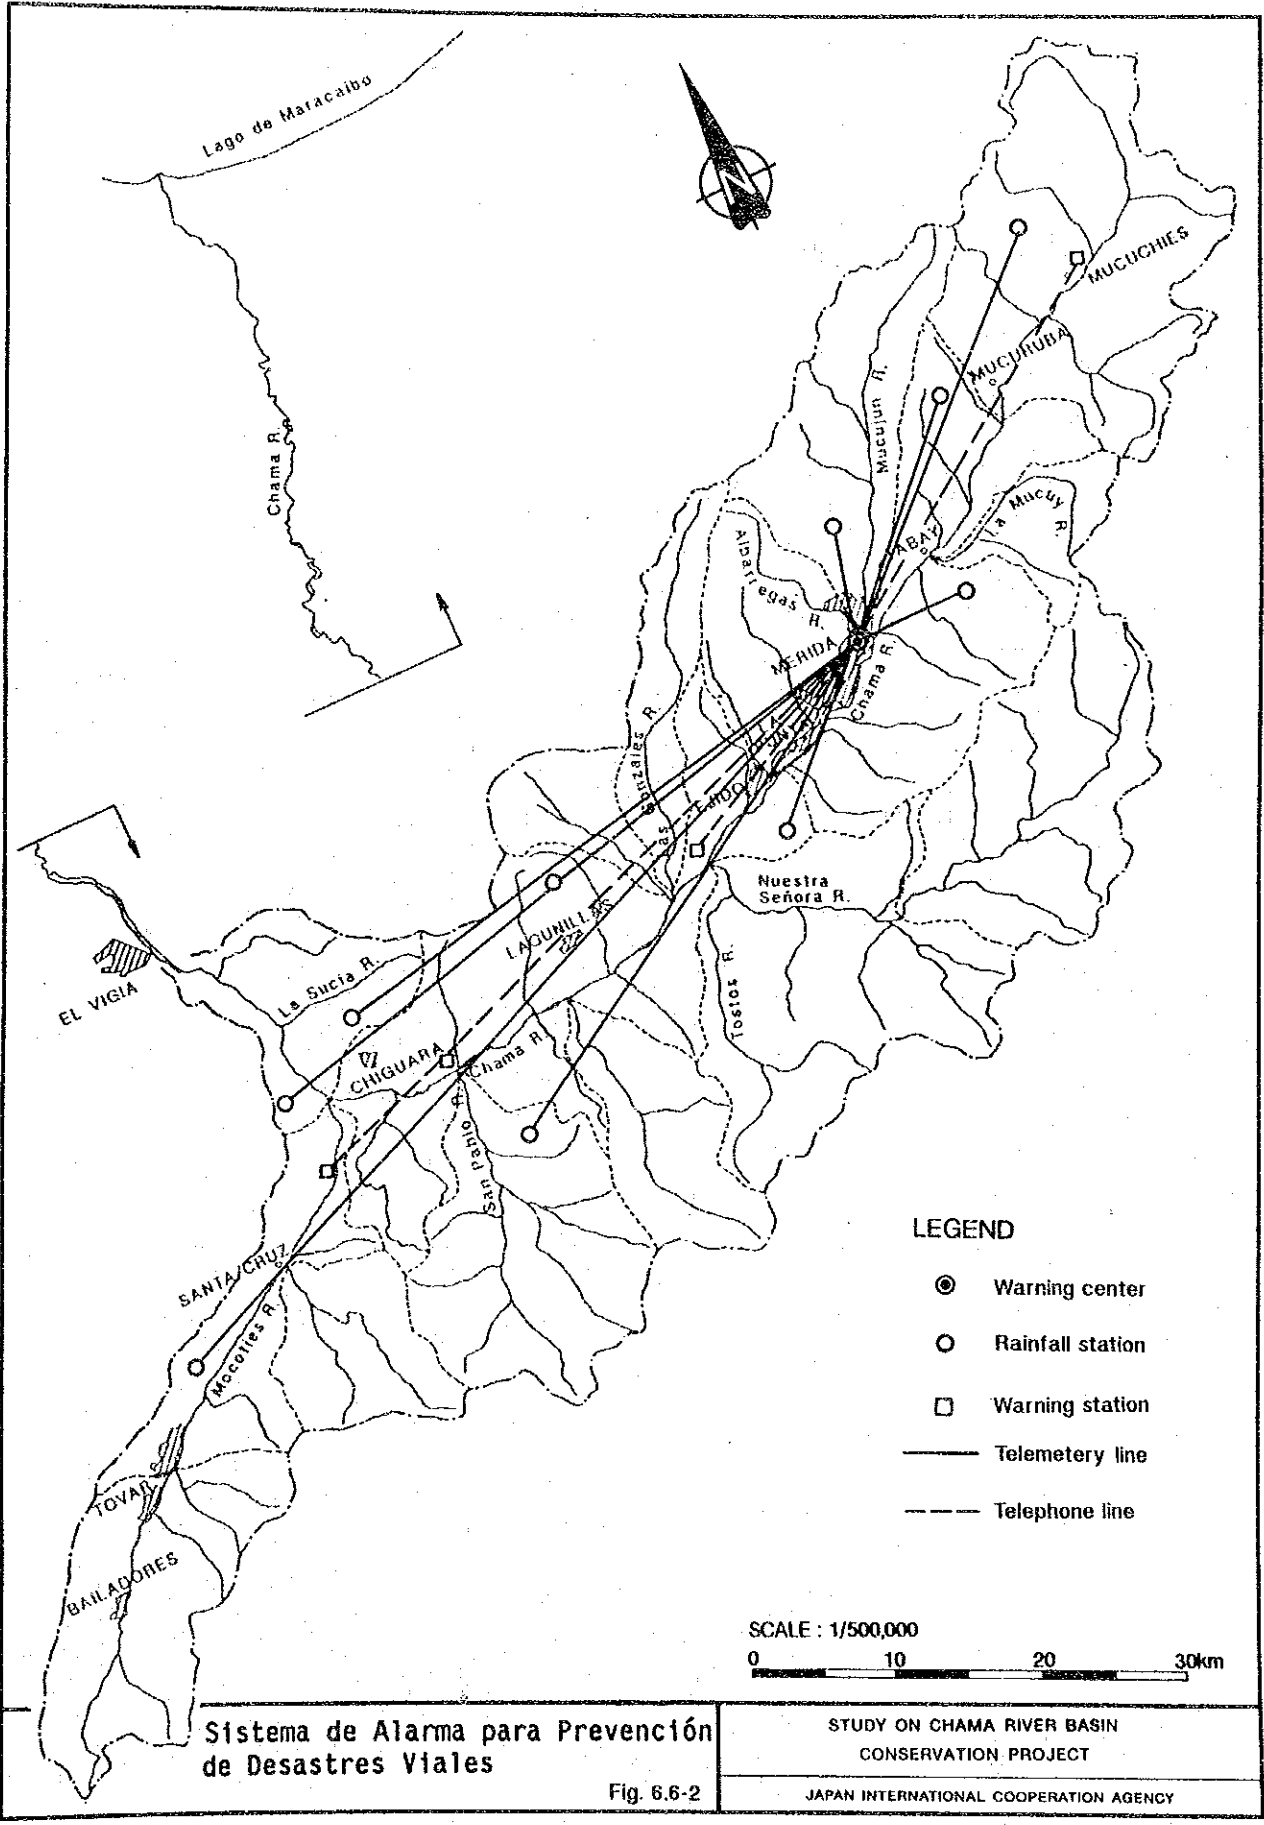 Lago de Maracaibo
N
MUCUCHIES
MUCURUBA
Mucujun R.
Chama R.
La Mucuy R.
TABAY
Albarregas R.
MERIDA
Chama R.
LA
EJIDO
Las Gonzales R.
Nuestra
Señora R.
LAGUNILLAS
Tostos R.
La Sucia R.
EL VIGIA
CHIGUARA
Chama R.
San Pablo R.
SANTA CRUZ
Mocoties R.
TOVAR
BAILADORES
LEGEND
Warning center
Rainfall station
Warning station
Telemetery line
Telephone line
SCALE : 1/500,000
0 10 20 30km
Sistema de Alarma para Prevención
de Desastres Viales
Fig. 6.6-2
STUDY ON CHAMA RIVER BASIN
CONSERVATION PROJECT
JAPAN INTERNATIONAL COOPERATION AGENCY